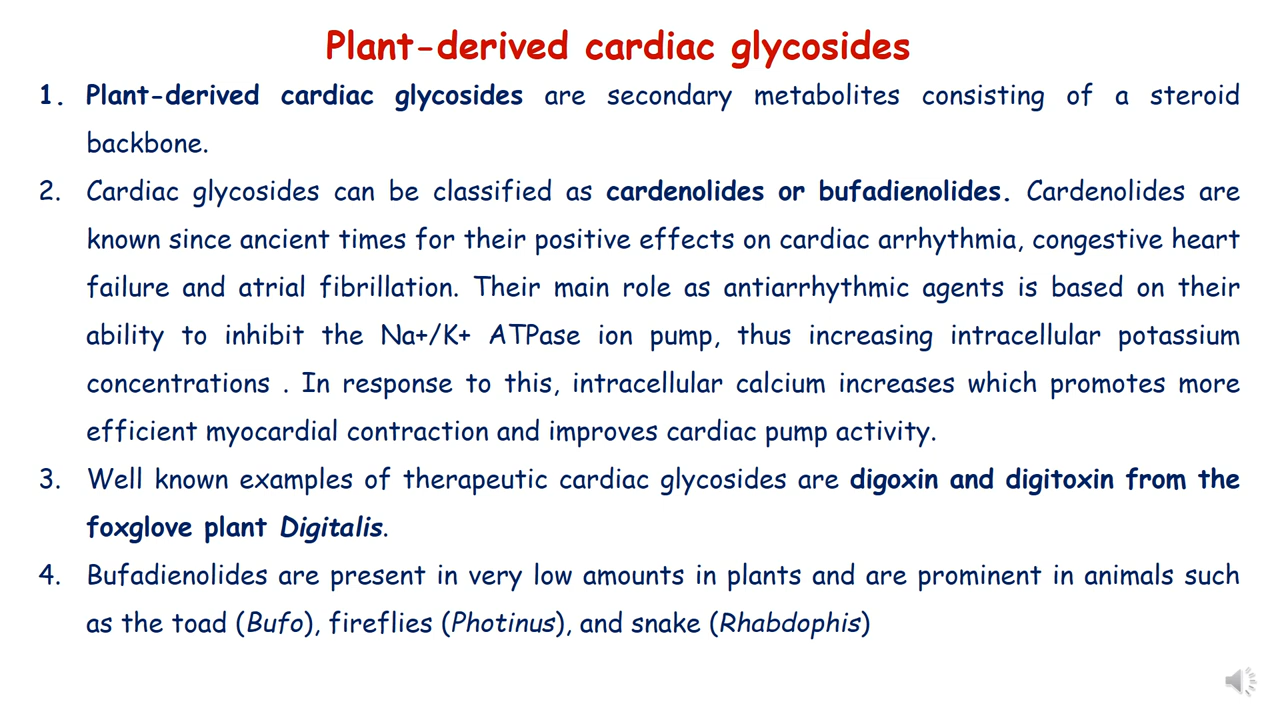 Plant-derived cardiac glycosides
1. Plant-derived cardiac glycosides are secondary metabolites consisting of a steroid
backbone.
2. Cardiac glycosides can be classified as cardenolides or bufadienolides. Cardenolides are
known since ancient times for their positive effects on cardiac arrhythmia, congestive heart
failure and atrial fibrillation. Their main role as antiarrhythmic agents is based on their
ability to inhibit the Na+/K+ ATPase ion pump, thus increasing intracellular potassium
concentrations . In response to this, intracellular calcium increases which promotes more
efficient myocardial contraction and improves cardiac pump activity.
3. Well known examples of therapeutic cardiac glycosides are digoxin and digitoxin from the
foxglove plant Digitalis.
4. Bufadienolides are present in very low amounts in plants and are prominent in animals such
as the toad (Bufo), fireflies (Photinus), and snake (Rhabdophis)